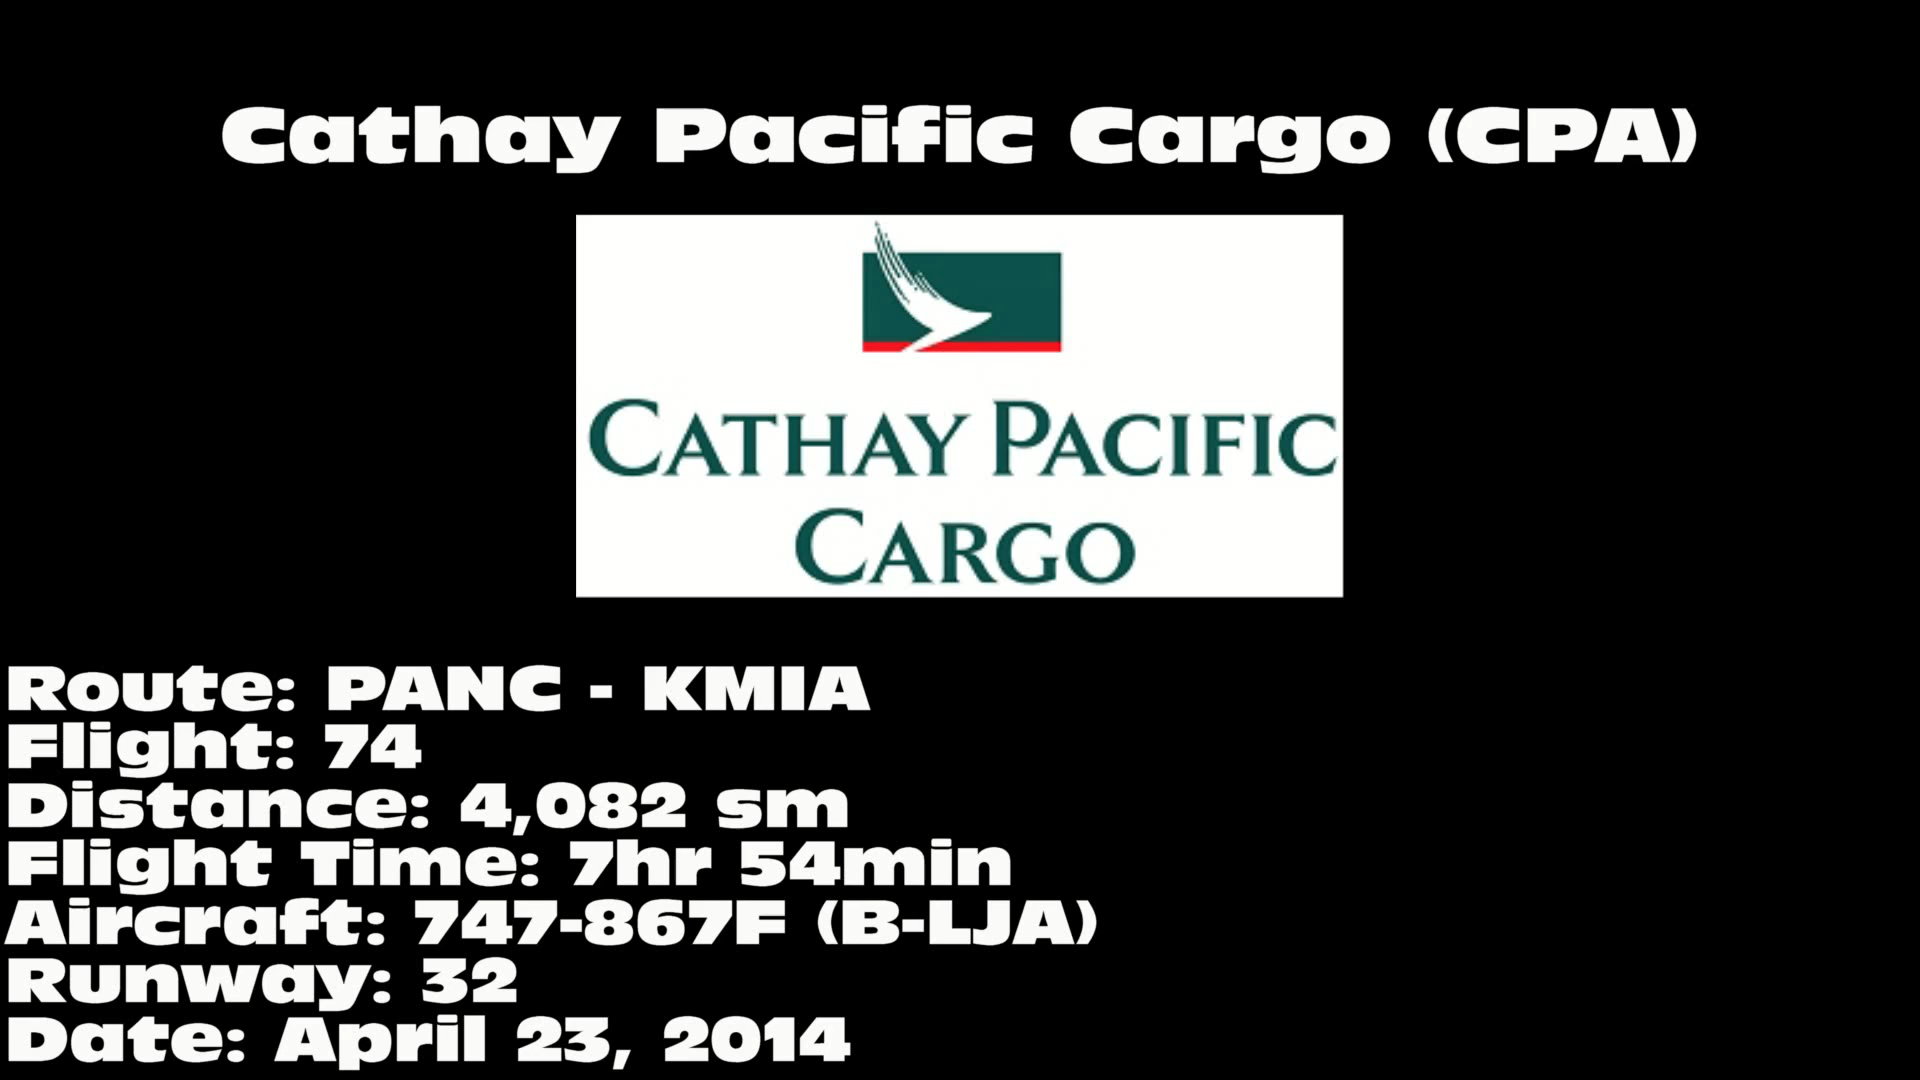 Cathay Pacific Cargo (CPA)
CATHAY PACIFIC
CARGO
Route: PANC - KMIA
Flight: 74
Distance: 4,082 sm
Flight Time: 7hr 54min
Aircraft: 747-867F (B-LJA)
Runway: 32
Date: April 23, 2014